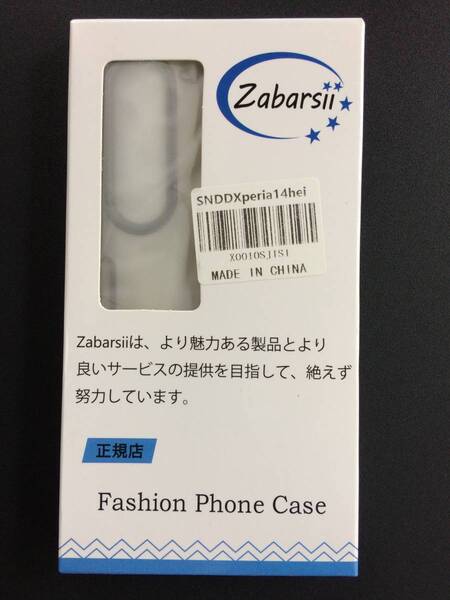 Zabarsii
SNDDXperia14hei
X0010SJIS1
MADE IN CHINA
Zabarsiiは、より魅力ある製品とより
良いサービスの提供を目指して、絶えず
努力しています。
正規店
Fashion Phone Case